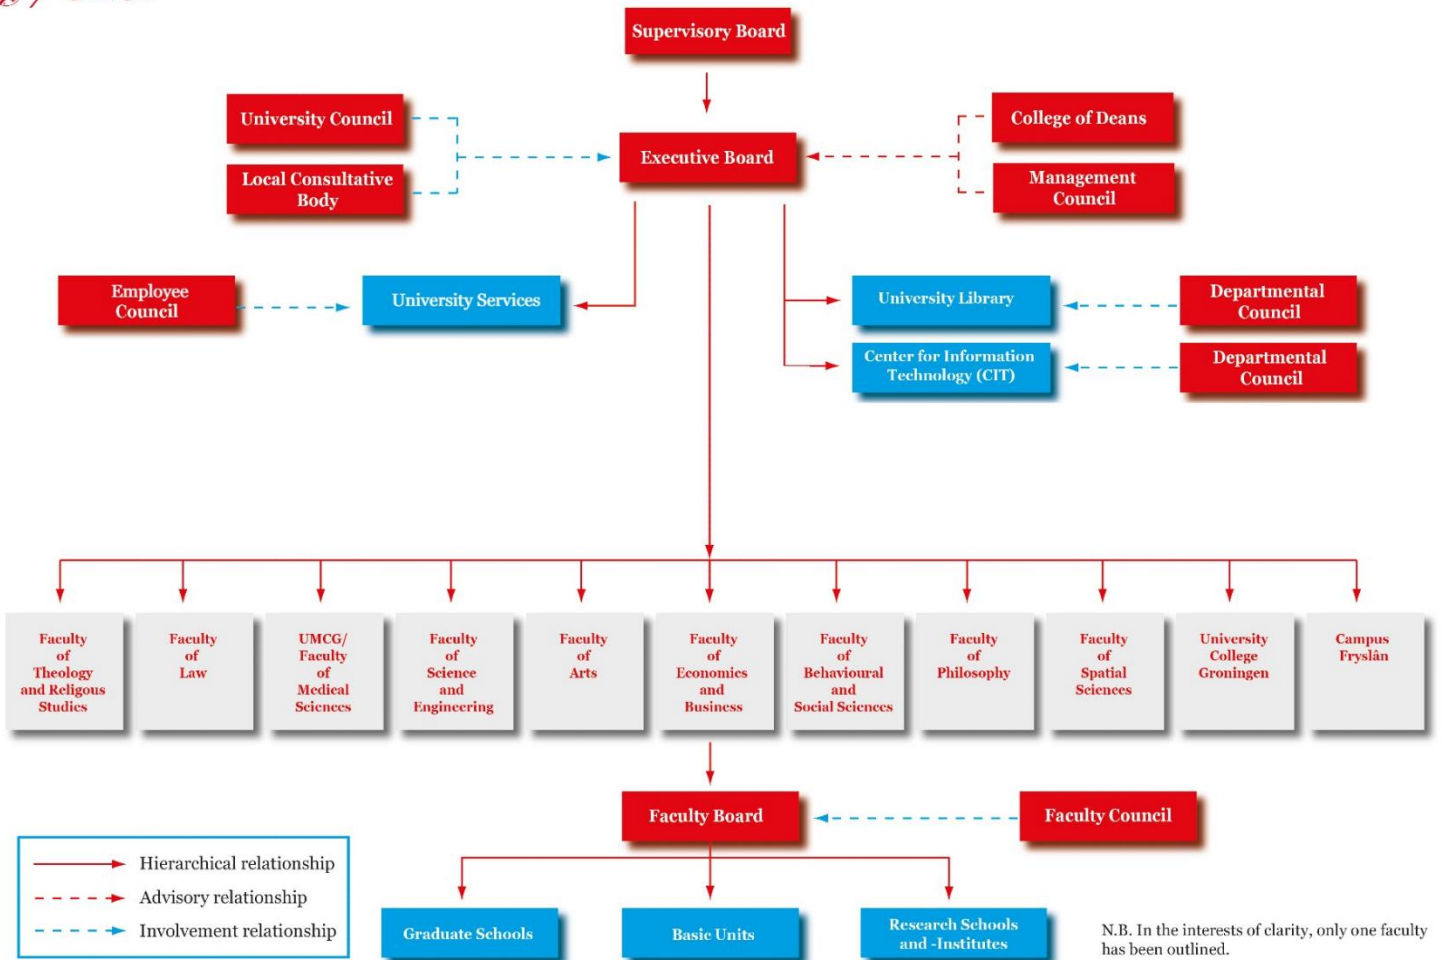 Supervisory Board
University Council
College of Deans
Executive Board
Local Consultative
Body
Management
Council
Employee
Council
University Services
University Library
Departmental
Council
Center for Information
Technology (CIT)
Departmental
Council
Faculty
of
Theology
and Religous
Studies
Faculty
of
Law
UMCG/
Faculty
of
Medical
Sciences
Faculty
of
Science
and
Engineering
Faculty
of
Arts
Faculty
of
Economics
and
Business
Faculty
of
Behavioural
and
Social Sciences
Faculty
of
Philosophy
Faculty
of
Spatial
Sciences
University
College
Groningen
Campus
Fryslân
Faculty Board
Faculty Council
Hierarchical relationship
Advisory relationship
Involvement relationship
Graduate Schools
Basic Units
Research Schools
and -Institutes
N.B. In the interests of clarity, only one faculty
has been outlined.